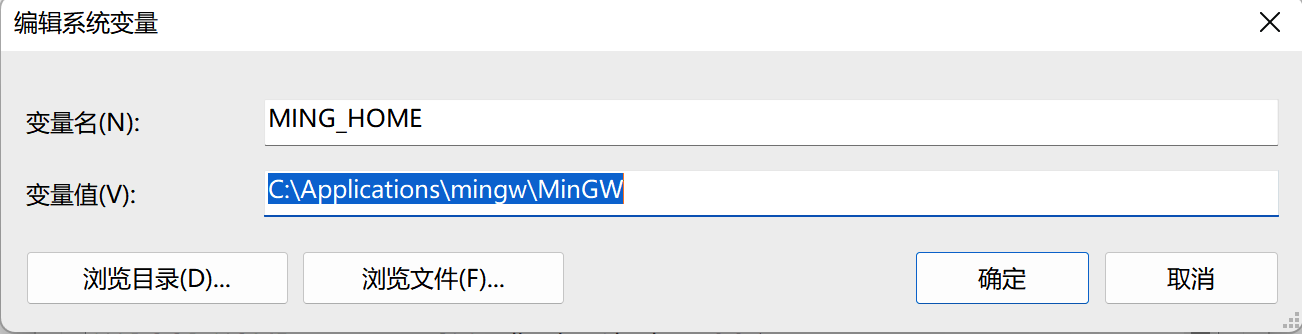 编辑系统变量
变量名(N):
MING_HOME
变量值(V):
C:\Applications\mingw\MinGW
浏览目录(D)...
浏览文件(F)...
确定
取消